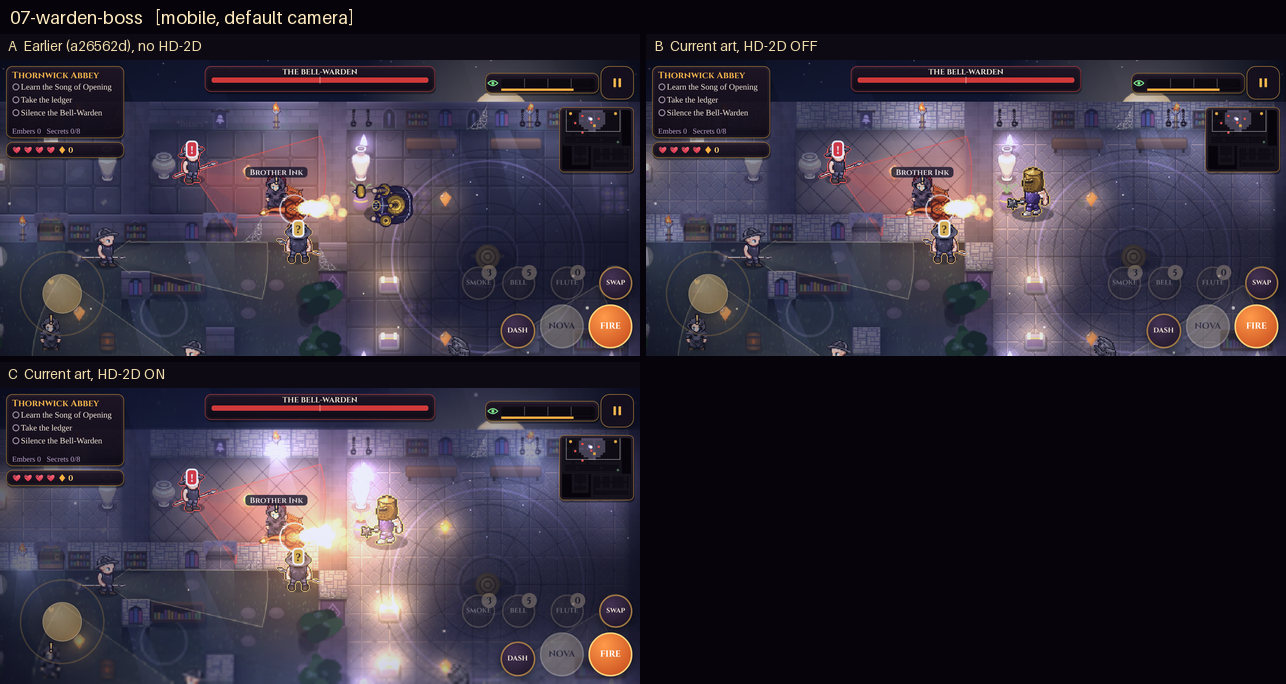 07-warden-boss [mobile, default camera]
A Earlier (a26562d), no HD-2D
THORNWICK ABBEY
Learn the Song of Opening
Take the ledger
Silence the Bell-Warden
Embers 0 Secrets 0/8
0
THE BELL-WARDEN
!
BROTHER INK
?
3
SMOKE
5
BELL
0
FLUTE
SWAP
DASH
NOVA
FIRE
B Current art, HD-2D OFF
THORNWICK ABBEY
Learn the Song of Opening
Take the ledger
Silence the Bell-Warden
Embers 0 Secrets 0/8
0
THE BELL-WARDEN
!
BROTHER INK
?
3
SMOKE
5
BELL
0
FLUTE
SWAP
DASH
NOVA
FIRE
C Current art, HD-2D ON
THORNWICK ABBEY
Learn the Song of Opening
Take the ledger
Silence the Bell-Warden
Embers 0 Secrets 0/8
0
THE BELL-WARDEN
!
BROTHER INK
?
3
SMOKE
5
BELL
0
FLUTE
SWAP
DASH
NOVA
FIRE